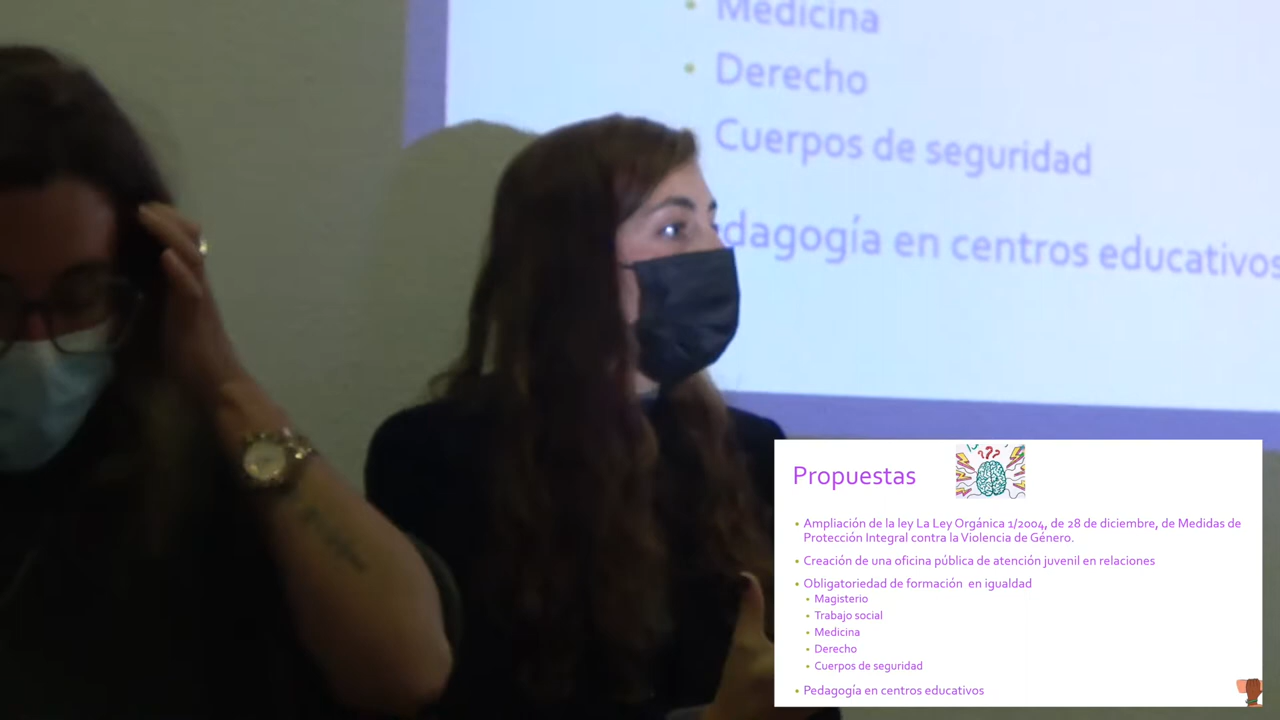 Medicina
Derecho
Cuerpos de seguridad
dagogía en centros educativos
Propuestas
Ampliación de la ley La Ley Orgánica 1/2004, de 28 de diciembre, de Medidas de
Protección Integral contra la Violencia de Género.
Creación de una oficina pública de atención juvenil en relaciones
Obligatoriedad de formación en igualdad
Magisterio
Trabajo social
Medicina
Derecho
Cuerpos de seguridad
Pedagogía en centros educativos